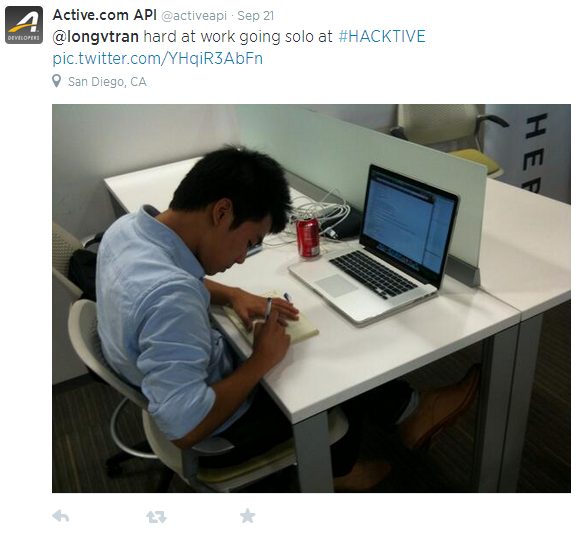 Active.com API @activeapi · Sep 21
@longvtran hard at work going solo at #HACKTIVE
pic.twitter.com/YHqiR3AbFn
San Diego, CA
A
DEVELOPERS
HER